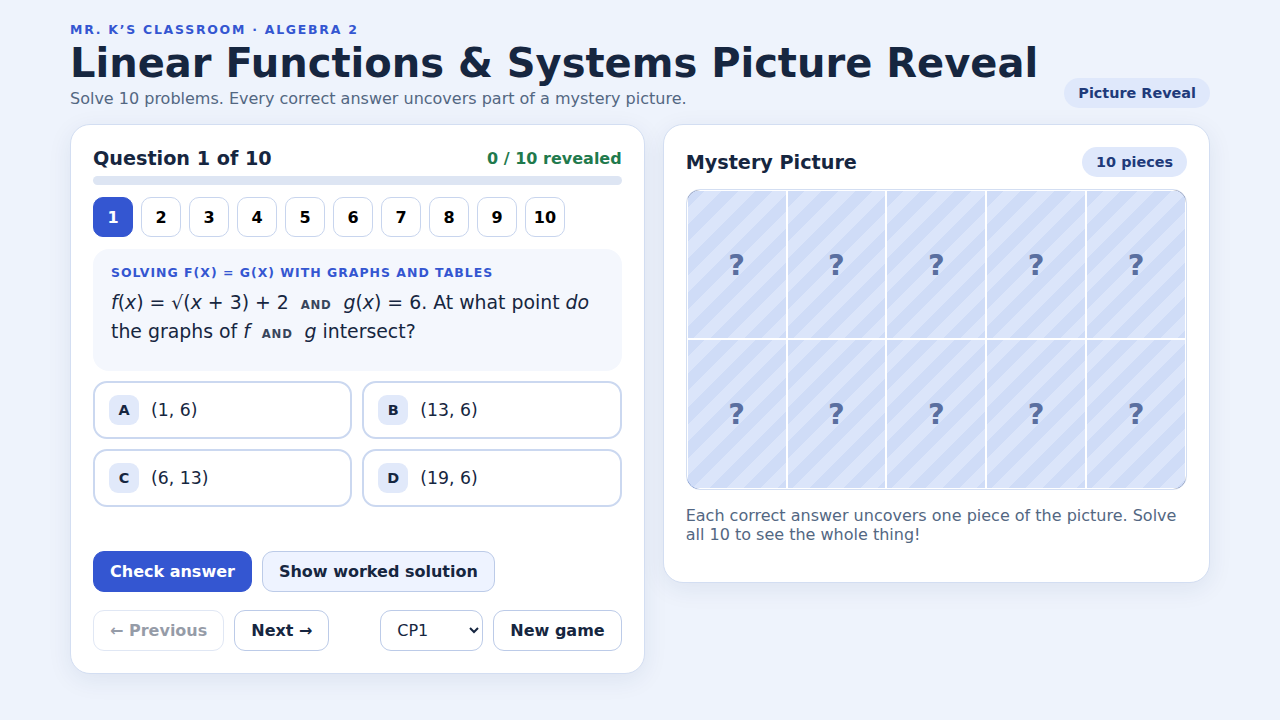 MR. K’S CLASSROOM · ALGEBRA 2
Linear Functions & Systems Picture Reveal
Solve 10 problems. Every correct answer uncovers part of a mystery picture.
Picture Reveal
Question 1 of 10
0 / 10 revealed
1 2 3 4 5 6 7 8 9 10
SOLVING F(X) = G(X) WITH GRAPHS AND TABLES
f(x) = √(x + 3) + 2 AND g(x) = 6. At what point do
the graphs of f AND g intersect?
A (1, 6)
B (13, 6)
C (6, 13)
D (19, 6)
Check answer
Show worked solution
← Previous
Next →
CP1
New game
Mystery Picture
10 pieces
? ? ? ? ?
? ? ? ? ?
Each correct answer uncovers one piece of the picture. Solve
all 10 to see the whole thing!